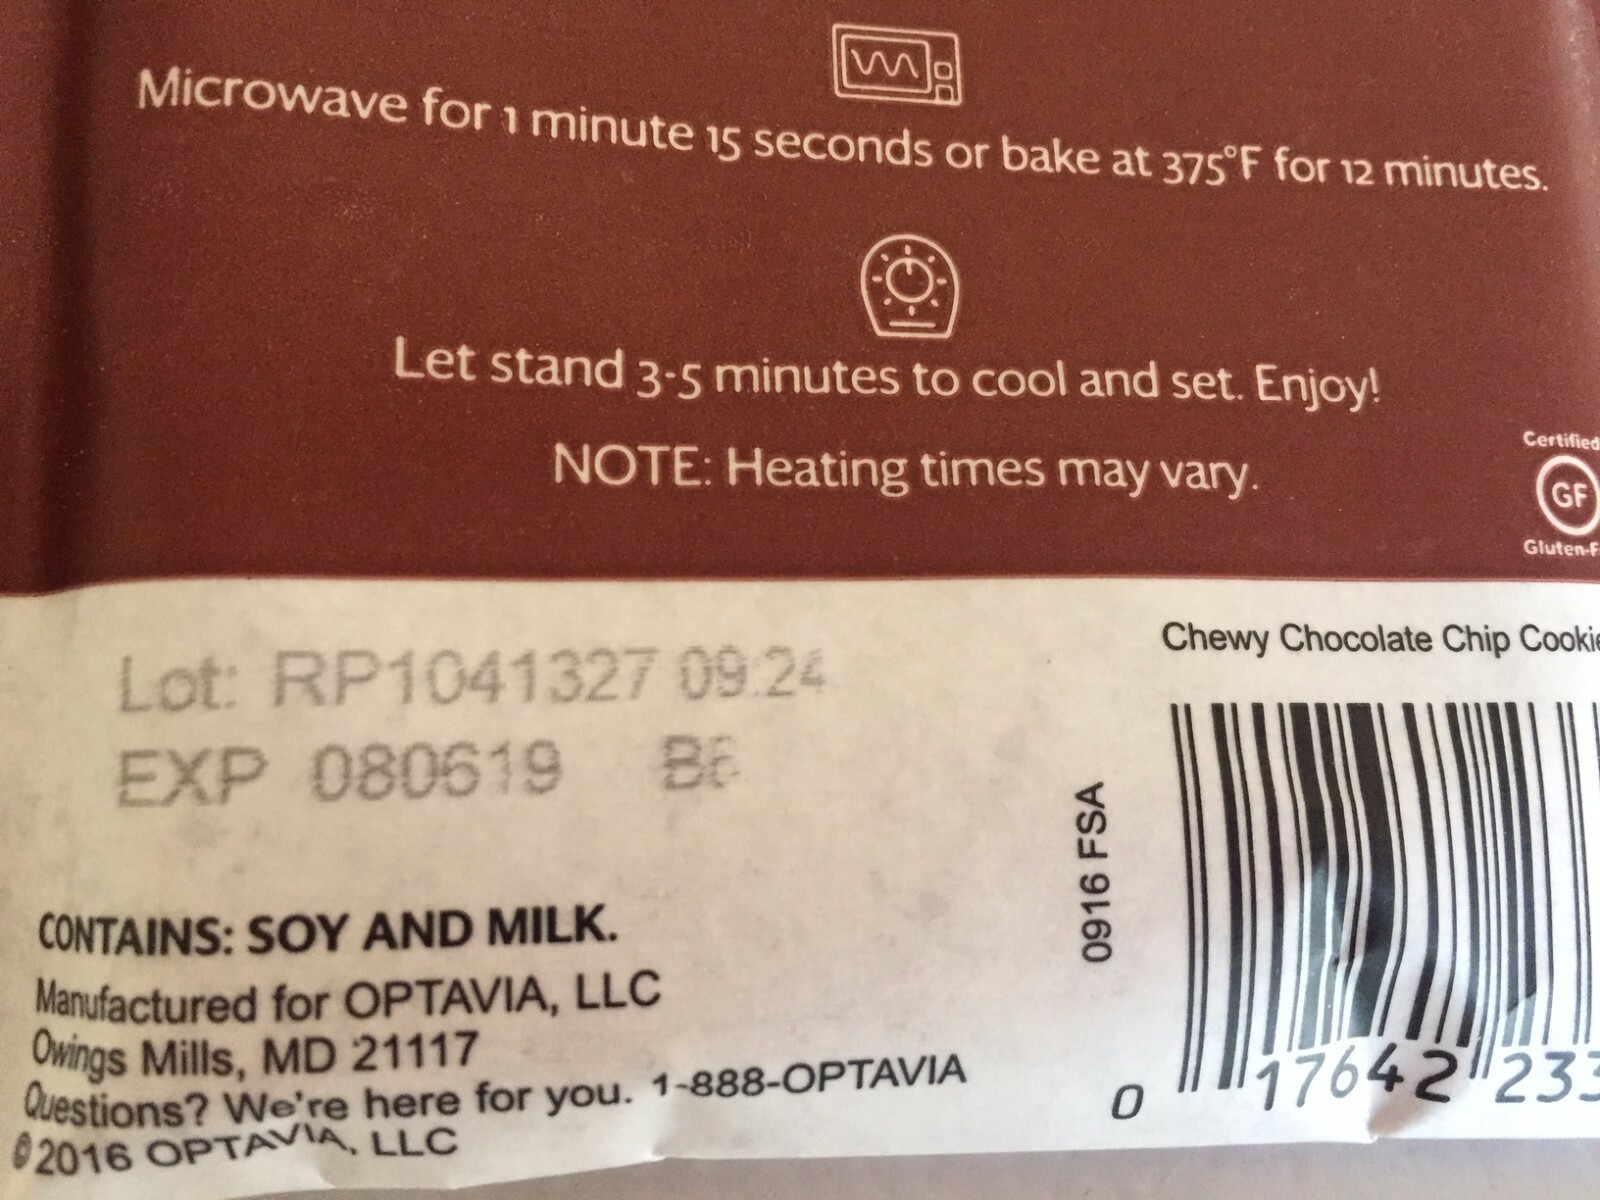 Microwave for 1 minute 15 seconds or bake at 375°F for 12 minutes.
Let stand 3-5 minutes to cool and set. Enjoy!
NOTE: Heating times may vary.
Certified
GF
Gluten-F
Lot: RP1041327 09:24
EXP 080619
CONTAINS: SOY AND MILK.
Manufactured for OPTAVIA, LLC
Owings Mills, MD 21117
Questions? We're here for you. 1-888-OPTAVIA
©2016 OPTAVIA, LLC
Chewy Chocolate Chip Cookie
0916 FSA
0 17642 233